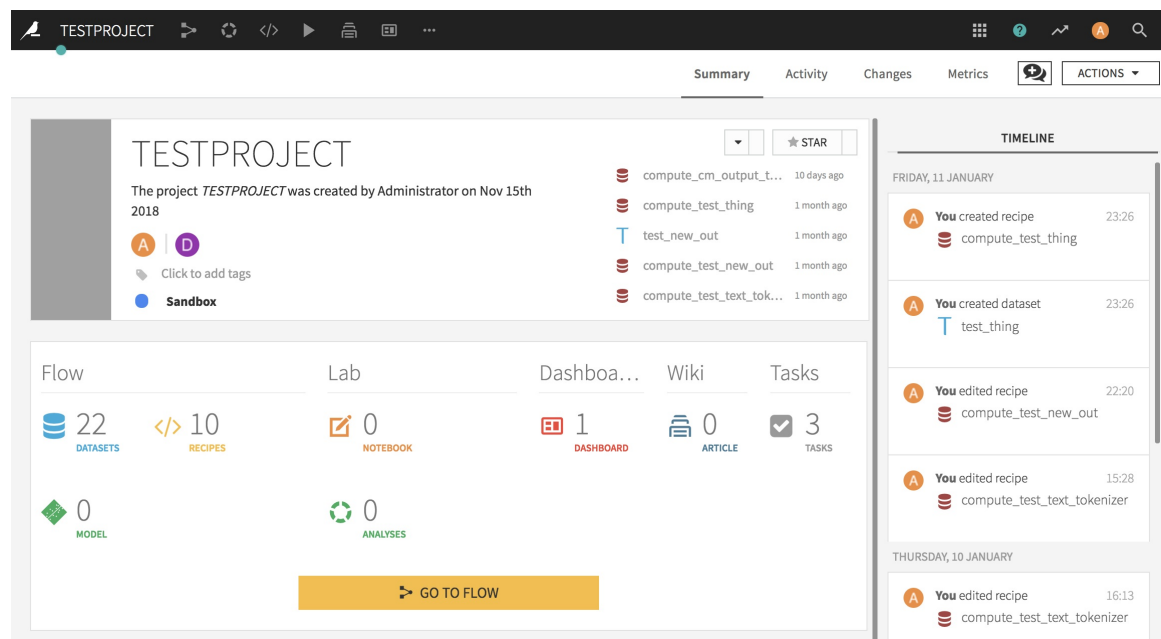 TESTPROJECT
?
A
Summary
Activity
Changes
Metrics
ACTIONS
TESTPROJECT
The project TESTPROJECT was created by Administrator on Nov 15th
2018
A
D
Click to add tags
Sandbox
STAR
compute_cm_output_t... 10 days ago
compute_test_thing 1 month ago
T test_new_out 1 month ago
compute_test_new_out 1 month ago
compute_test_text_tok... 1 month ago
Flow
22
DATASETS
</> 10
RECIPES
0
MODEL
Lab
0
NOTEBOOK
0
ANALYSES
Dashboa...
1
DASHBOARD
Wiki
0
ARTICLE
Tasks
3
TASKS
GO TO FLOW
TIMELINE
FRIDAY, 11 JANUARY
A You created recipe 23:26
compute_test_thing
A You created dataset 23:26
T test_thing
A You edited recipe 22:20
compute_test_new_out
A You edited recipe 15:28
compute_test_text_tokenizer
THURSDAY, 10 JANUARY
A You edited recipe 16:13
compute_test_text_tokenizer